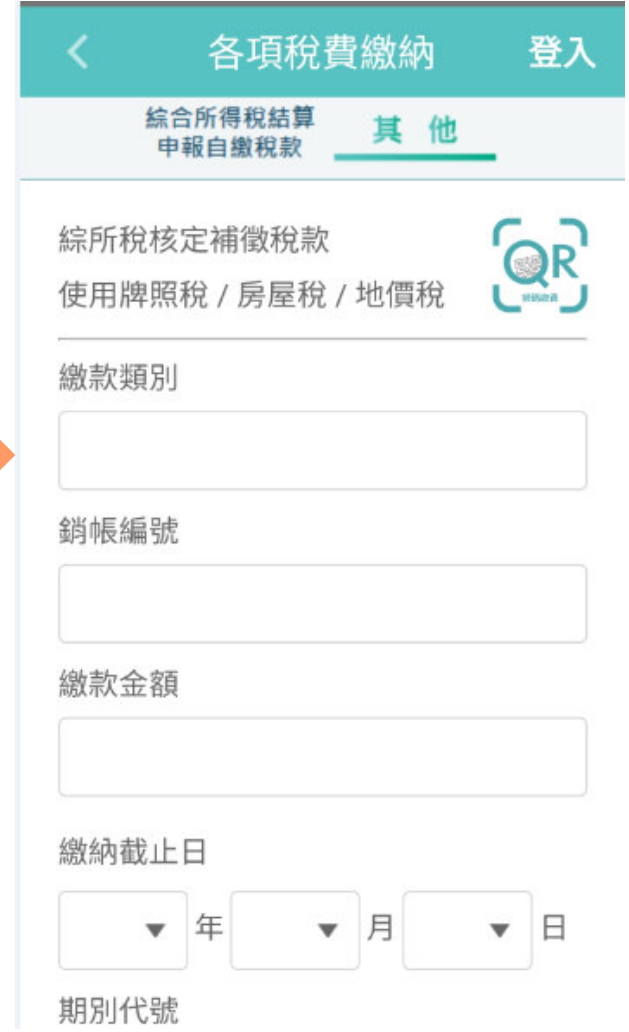 各項稅費繳納 登入
綜合所得稅結算
申報自繳稅款
其 他
綜所稅核定補徵稅款
使用牌照稅 / 房屋稅 / 地價稅
QR
繳款類別
銷帳編號
繳款金額
繳納截止日
年 月 日
期別代號